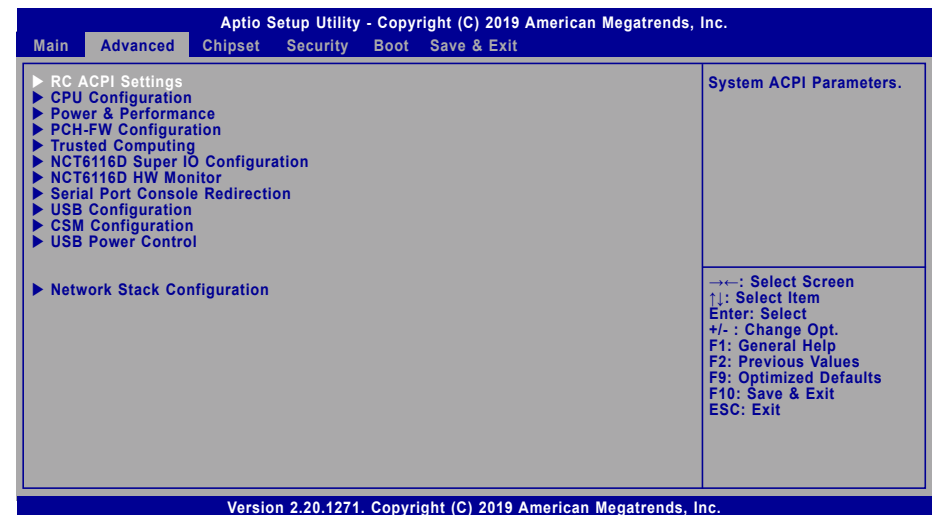 Aptio Setup Utility - Copyright (C) 2019 American Megatrends, Inc.
Main Advanced Chipset Security Boot Save & Exit
▶ RC ACPI Settings
▶ CPU Configuration
▶ Power & Performance
▶ PCH-FW Configuration
▶ Trusted Computing
▶ NCT6116D Super IO Configuration
▶ NCT6116D HW Monitor
▶ Serial Port Console Redirection
▶ USB Configuration
▶ CSM Configuration
▶ USB Power Control
▶ Network Stack Configuration
System ACPI Parameters.
→←: Select Screen
↑↓: Select Item
Enter: Select
+/- : Change Opt.
F1: General Help
F2: Previous Values
F9: Optimized Defaults
F10: Save & Exit
ESC: Exit
Version 2.20.1271. Copyright (C) 2019 American Megatrends, Inc.